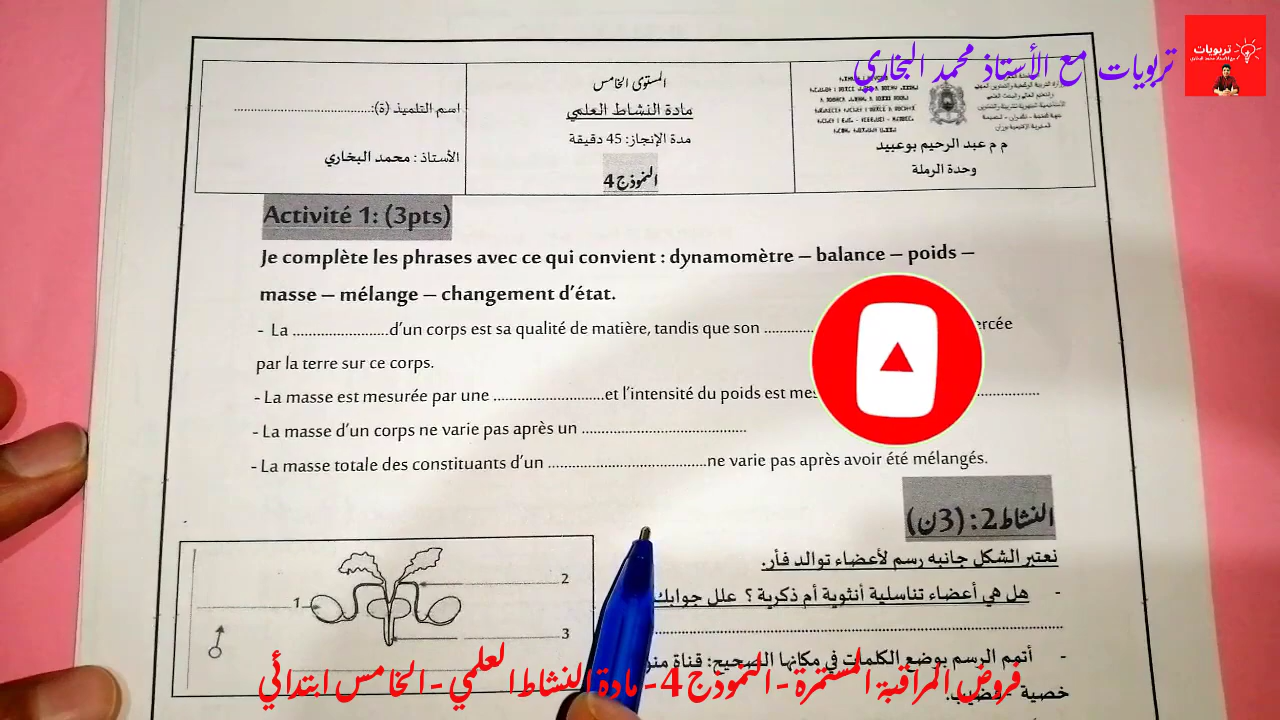 تربويات مع الأستاذ محمد البخاري
تربويات
م م عبد الرحيم بوعبيد
وحدة الرملة
المستوى الخامس
مادة النشاط العلمي
مدة الإنجاز: 45 دقيقة
النموذج 4
اسم التلميذ (ة):
الأستاذ : محمد البخاري
Activité 1: (3pts)
Je complète les phrases avec ce qui convient : dynamomètre – balance – poids –
masse – mélange – changement d’état.
- La ........................d’un corps est sa qualité de matière, tandis que son ............
par la terre sur ce corps.
- La masse est mesurée par une ............................et l’intensité du poids est
- La masse d’un corps ne varie pas après un ..........................................
- La masse totale des constituants d’un ........................................ne varie pas après avoir été mélangés.
النشاط 2: (3ن)
نعتبر الشكل جانبه رسم لأعضاء توالد فأر.
- هل هي أعضاء تناسلية أنثوية أم ذكرية ؟ علل جوابك
- أتمم الرسم بوضع الكلمات في مكانها الصحيح: قناة
خصية - قضيب.
1
2
3
فروض المراقبة المستمرة - النموذج 4 - مادة النشاط العلمي - الخامس ابتدائي